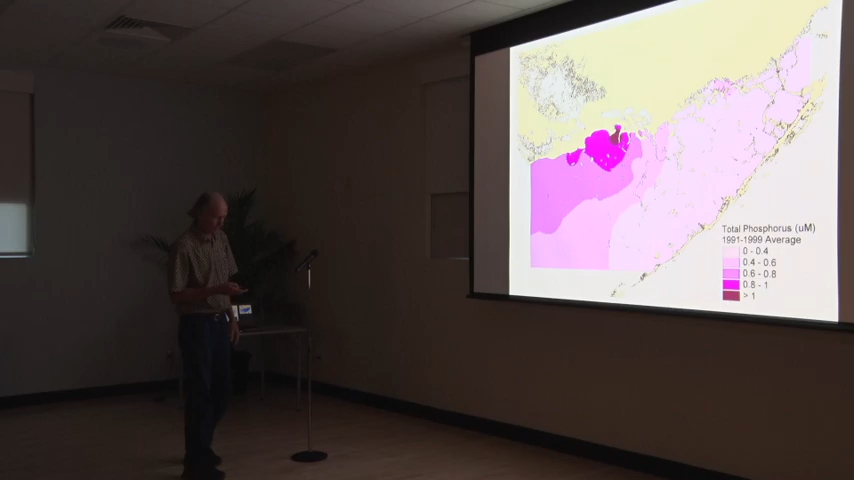 Total Phosphorus (uM)
1991-1999 Average
0 - 0.4
0.4 - 0.6
0.6 - 0.8
0.8 - 1
> 1